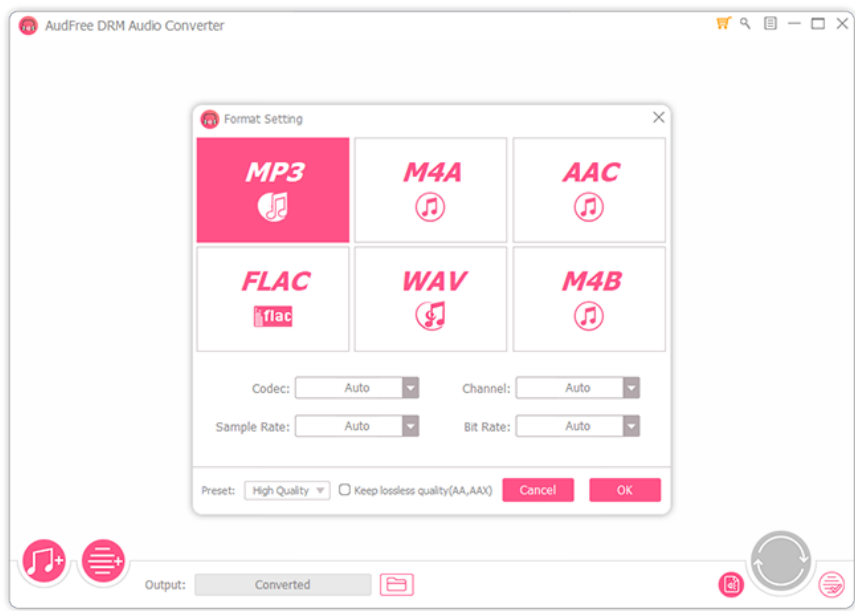 AudFree DRM Audio Converter
Format Setting
MP3 M4A AAC
FLAC WAV M4B
flac
Codec: Auto Channel: Auto
Sample Rate: Auto Bit Rate: Auto
Preset: High Quality Keep lossless quality(AA,AAX) Cancel OK
Output: Converted